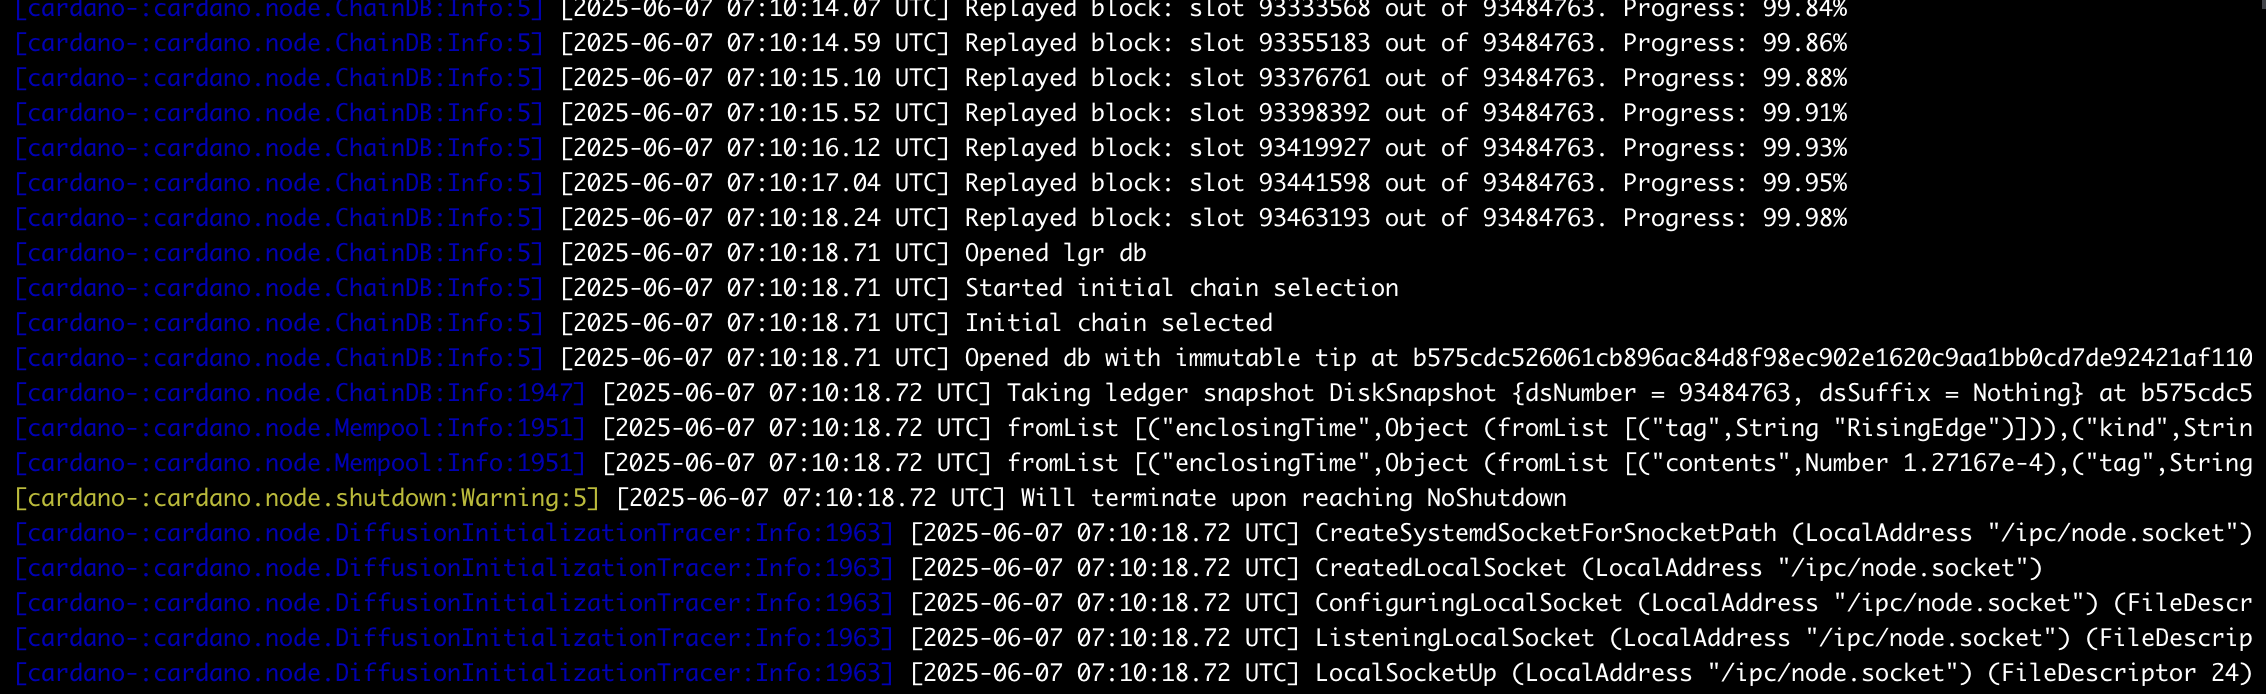 [cardano-:cardano.node.ChainDB:Info:5] [2025-06-07 07:10:14.07 UTC] Replayed block: slot 93333568 out of 93484763. Progress: 99.84%
[cardano-:cardano.node.ChainDB:Info:5] [2025-06-07 07:10:14.59 UTC] Replayed block: slot 93355183 out of 93484763. Progress: 99.86%
[cardano-:cardano.node.ChainDB:Info:5] [2025-06-07 07:10:15.10 UTC] Replayed block: slot 93376761 out of 93484763. Progress: 99.88%
[cardano-:cardano.node.ChainDB:Info:5] [2025-06-07 07:10:15.52 UTC] Replayed block: slot 93398392 out of 93484763. Progress: 99.91%
[cardano-:cardano.node.ChainDB:Info:5] [2025-06-07 07:10:16.12 UTC] Replayed block: slot 93419927 out of 93484763. Progress: 99.93%
[cardano-:cardano.node.ChainDB:Info:5] [2025-06-07 07:10:17.04 UTC] Replayed block: slot 93441598 out of 93484763. Progress: 99.95%
[cardano-:cardano.node.ChainDB:Info:5] [2025-06-07 07:10:18.24 UTC] Replayed block: slot 93463193 out of 93484763. Progress: 99.98%
[cardano-:cardano.node.ChainDB:Info:5] [2025-06-07 07:10:18.71 UTC] Opened lgr db
[cardano-:cardano.node.ChainDB:Info:5] [2025-06-07 07:10:18.71 UTC] Started initial chain selection
[cardano-:cardano.node.ChainDB:Info:5] [2025-06-07 07:10:18.71 UTC] Initial chain selected
[cardano-:cardano.node.ChainDB:Info:5] [2025-06-07 07:10:18.71 UTC] Opened db with immutable tip at b575cdc526061cb896ac84d8f98ec902e1620c9aa1bb0cd7de92421af110
[cardano-:cardano.node.ChainDB:Info:1947] [2025-06-07 07:10:18.72 UTC] Taking ledger snapshot DiskSnapshot {dsNumber = 93484763, dsSuffix = Nothing} at b575cdc5
[cardano-:cardano.node.Mempool:Info:1951] [2025-06-07 07:10:18.72 UTC] fromList [("enclosingTime",Object (fromList [("tag",String "RisingEdge")])),("kind",Strin
[cardano-:cardano.node.Mempool:Info:1951] [2025-06-07 07:10:18.72 UTC] fromList [("enclosingTime",Object (fromList [("contents",Number 1.27167e-4),("tag",String
[cardano-:cardano.node.shutdown:Warning:5] [2025-06-07 07:10:18.72 UTC] Will terminate upon reaching NoShutdown
[cardano-:cardano.node.DiffusionInitializationTracer:Info:1963] [2025-06-07 07:10:18.72 UTC] CreateSystemdSocketForSnocketPath (LocalAddress "/ipc/node.socket")
[cardano-:cardano.node.DiffusionInitializationTracer:Info:1963] [2025-06-07 07:10:18.72 UTC] CreatedLocalSocket (LocalAddress "/ipc/node.socket")
[cardano-:cardano.node.DiffusionInitializationTracer:Info:1963] [2025-06-07 07:10:18.72 UTC] ConfiguringLocalSocket (LocalAddress "/ipc/node.socket") (FileDescr
[cardano-:cardano.node.DiffusionInitializationTracer:Info:1963] [2025-06-07 07:10:18.72 UTC] ListeningLocalSocket (LocalAddress "/ipc/node.socket") (FileDescrip
[cardano-:cardano.node.DiffusionInitializationTracer:Info:1963] [2025-06-07 07:10:18.72 UTC] LocalSocketUp (LocalAddress "/ipc/node.socket") (FileDescriptor 24)